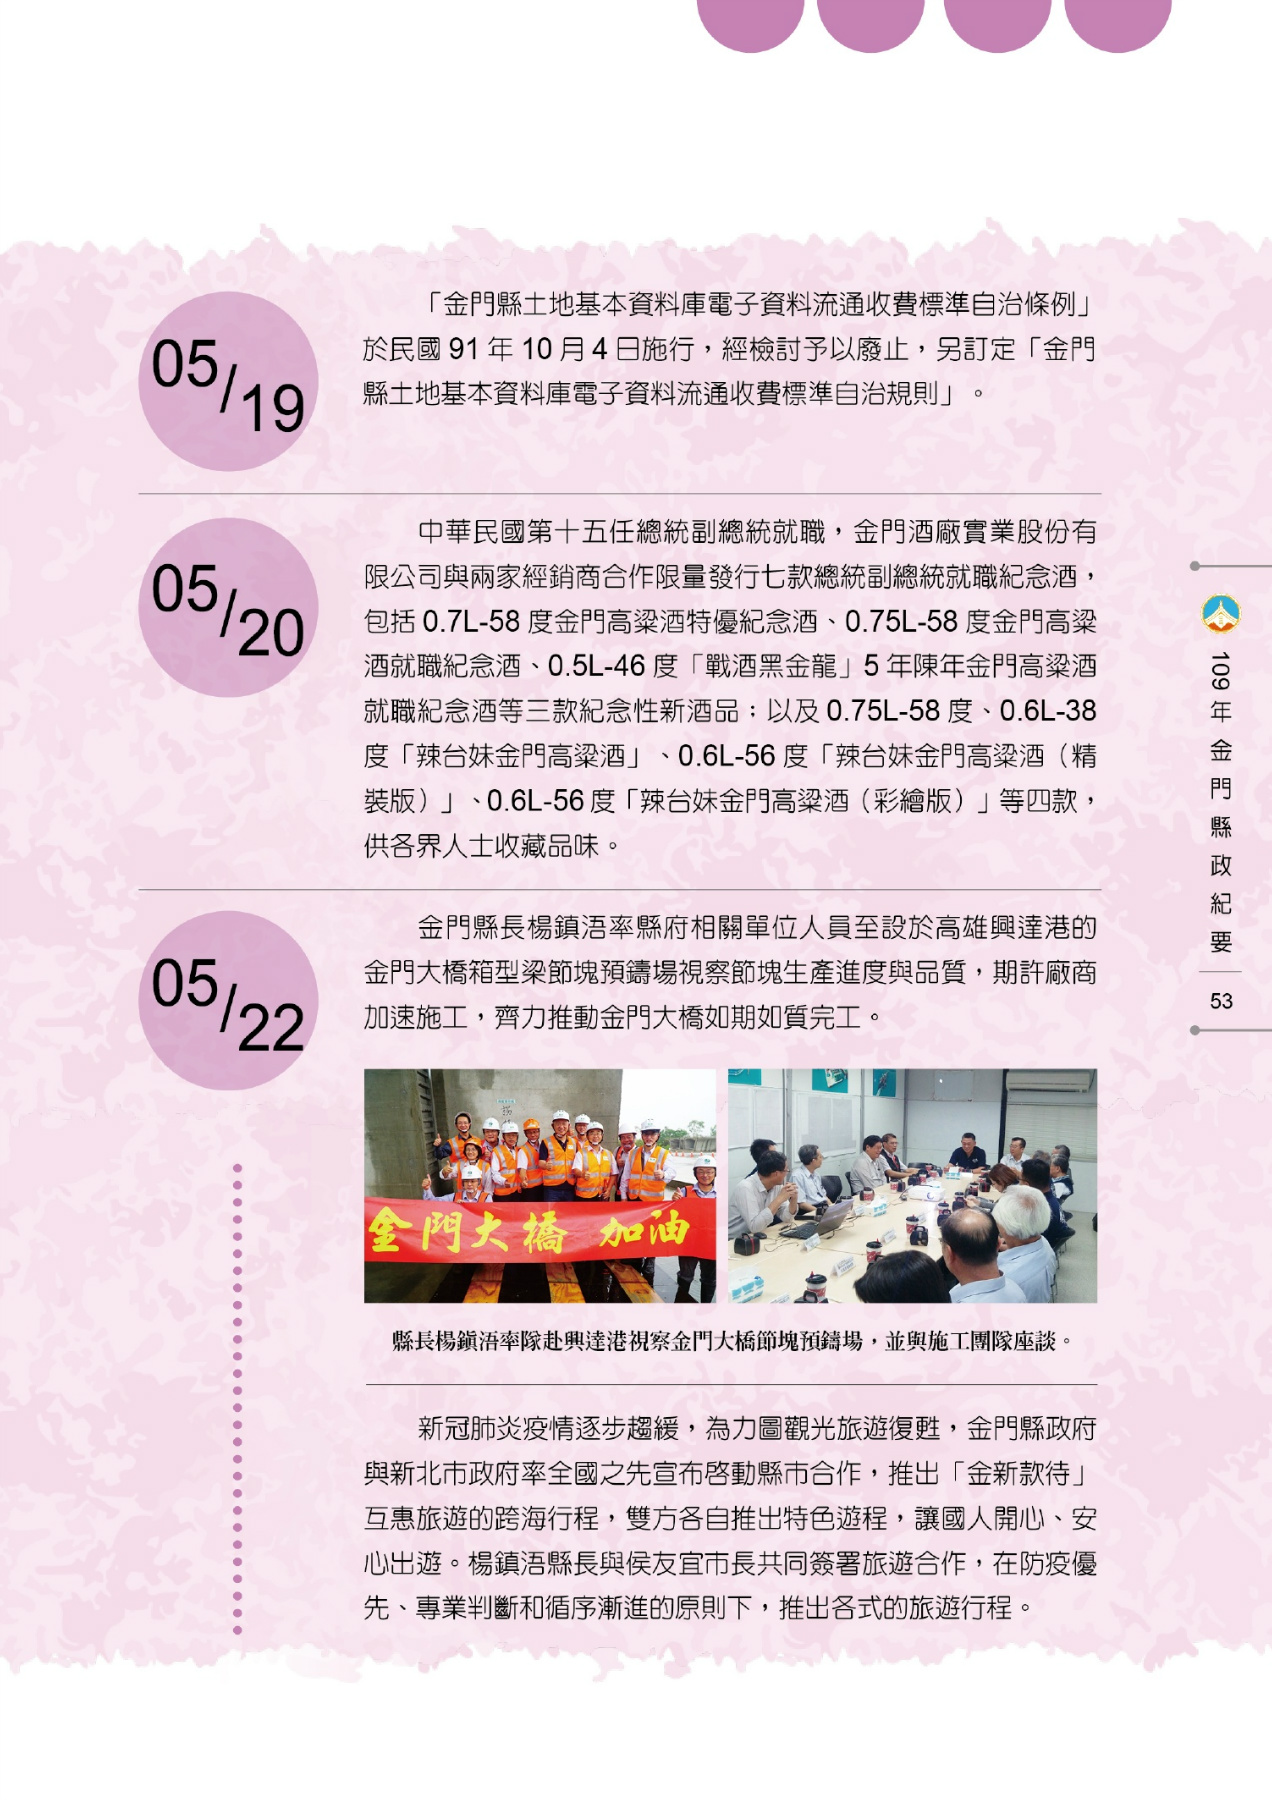 05/19
「金門縣土地基本資料庫電子資料流通收費標準自治條例」
於民國 91 年 10 月 4 日施行，經檢討予以廢止，另訂定「金門
縣土地基本資料庫電子資料流通收費標準自治規則」。
05/20
中華民國第十五任總統副總統就職，金門酒廠實業股份有
限公司與兩家經銷商合作限量發行七款總統副總統就職紀念酒，
包括 0.7L-58 度金門高粱酒特優紀念酒、0.75L-58 度金門高粱
酒就職紀念酒、0.5L-46 度「戰酒黑金龍」5 年陳年金門高粱酒
就職紀念酒等三款紀念性新酒品；以及 0.75L-58 度、0.6L-38
度「辣台妹金門高粱酒」、0.6L-56 度「辣台妹金門高粱酒（精
裝版）」、0.6L-56 度「辣台妹金門高粱酒（彩繪版）」等四款，
供各界人士收藏品味。
05/22
金門縣長楊鎮浯率縣府相關單位人員至設於高雄興達港的
金門大橋箱型梁節塊預鑄場視察節塊生產進度與品質，期許廠商
加速施工，齊力推動金門大橋如期如質完工。
金門大橋 加油
縣長楊鎮浯率隊赴興達港視察金門大橋節塊預鑄場，並與施工團隊座談。
新冠肺炎疫情逐步趨緩，為力圖觀光旅遊復甦，金門縣政府
與新北市政府率全國之先宣布啓動縣市合作，推出「金新款待」
互惠旅遊的跨海行程，雙方各自推出特色遊程，讓國人開心、安
心出遊。楊鎮浯縣長與侯友宜市長共同簽署旅遊合作，在防疫優
先、專業判斷和循序漸進的原則下，推出各式的旅遊行程。
109年金門縣政紀要
53